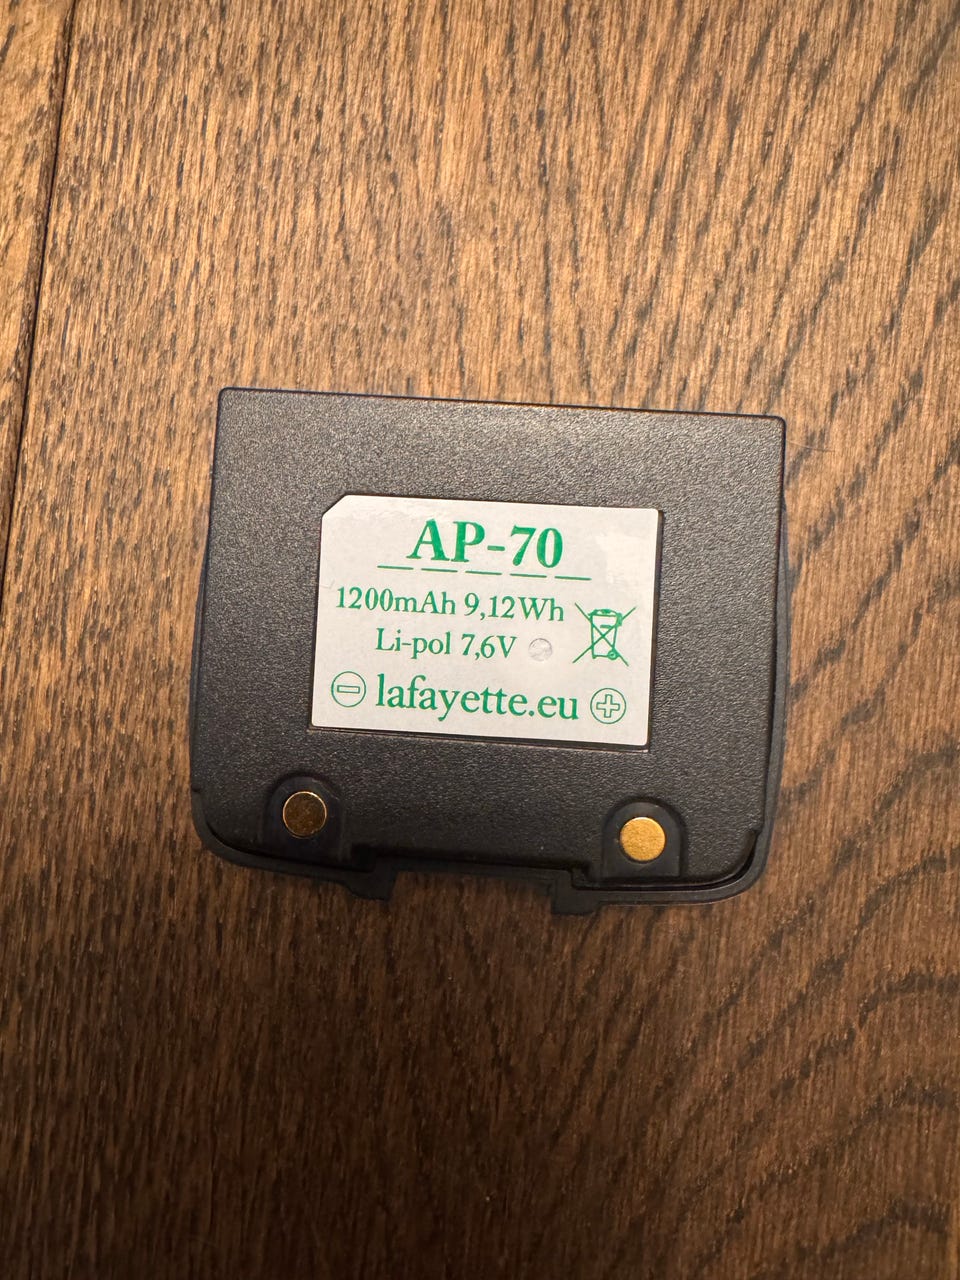 AP-70
1200mAh 9,12Wh
Li-pol 7,6V
lafayette.eu